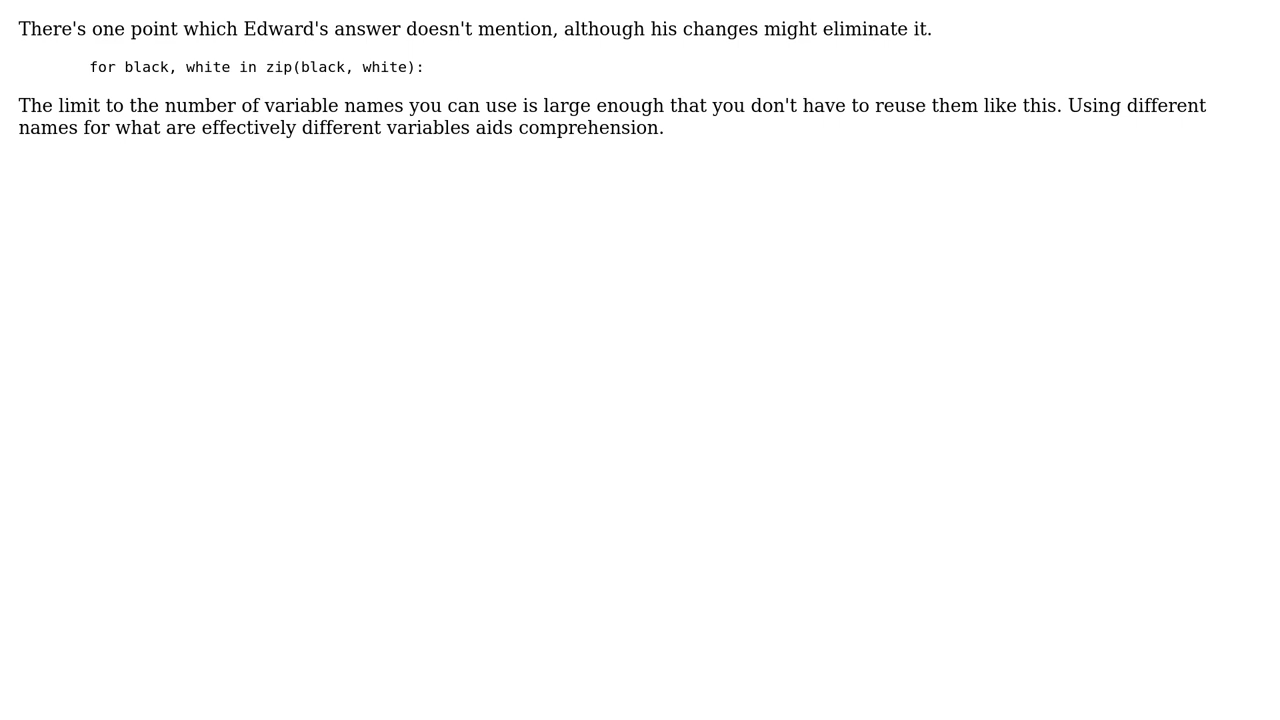 There's one point which Edward's answer doesn't mention, although his changes might eliminate it.
for black, white in zip(black, white):
The limit to the number of variable names you can use is large enough that you don't have to reuse them like this. Using different
names for what are effectively different variables aids comprehension.